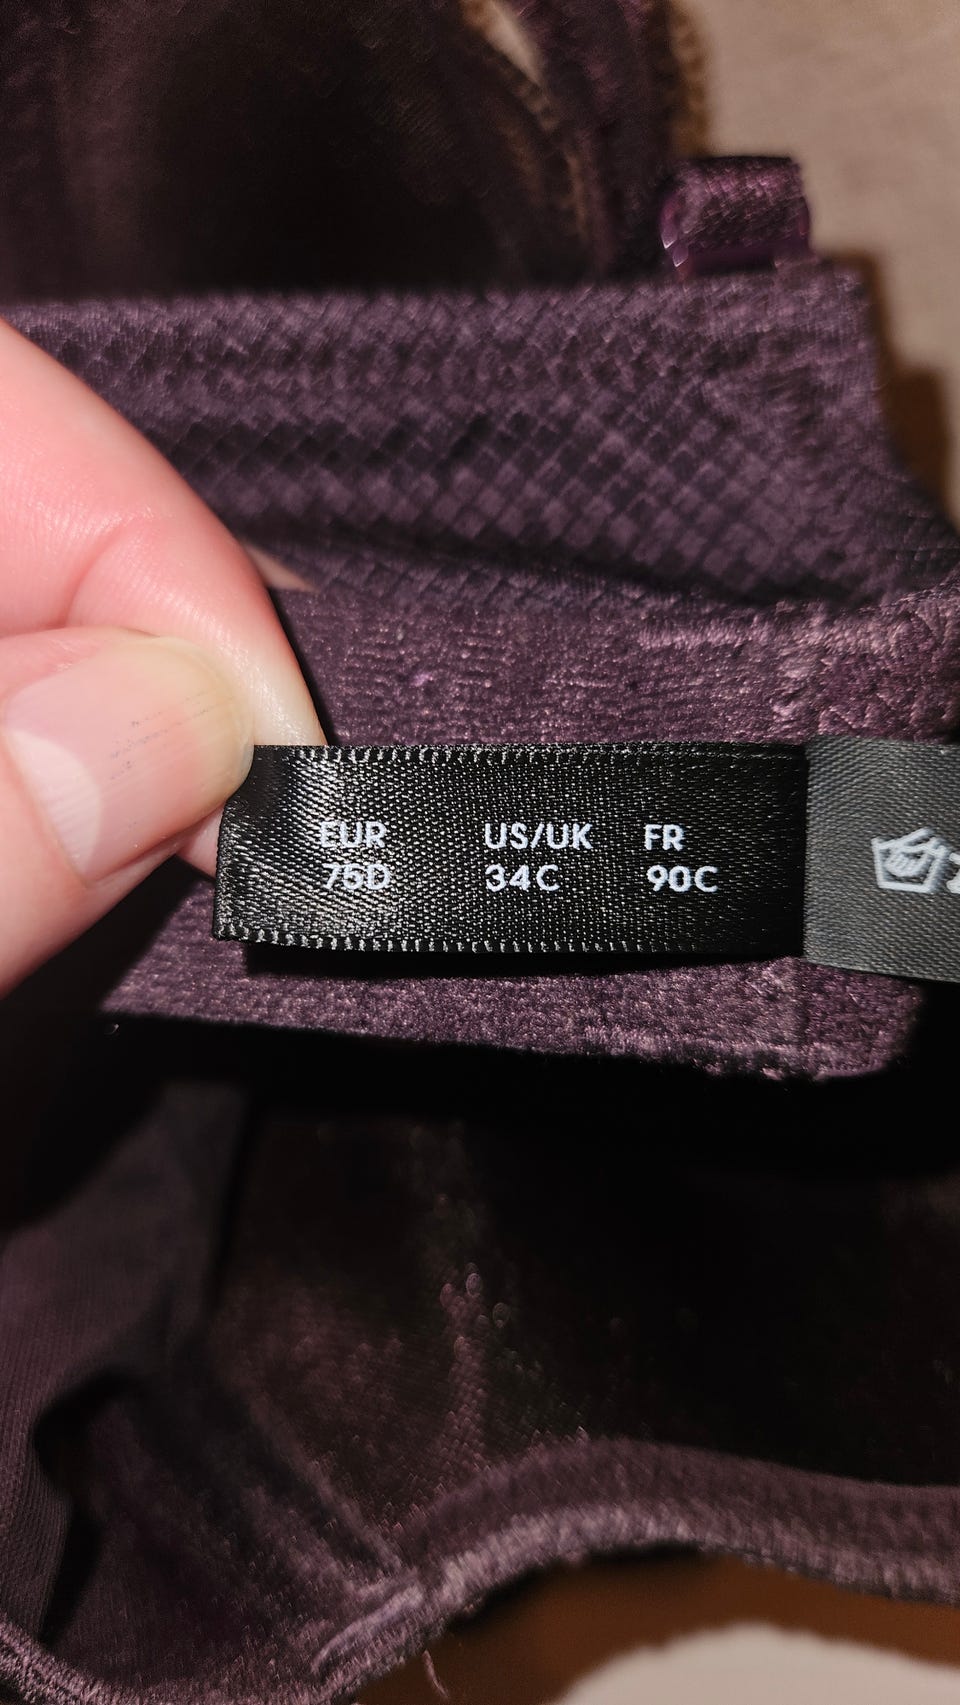 EUR US/UK FR
75D 34C 90C